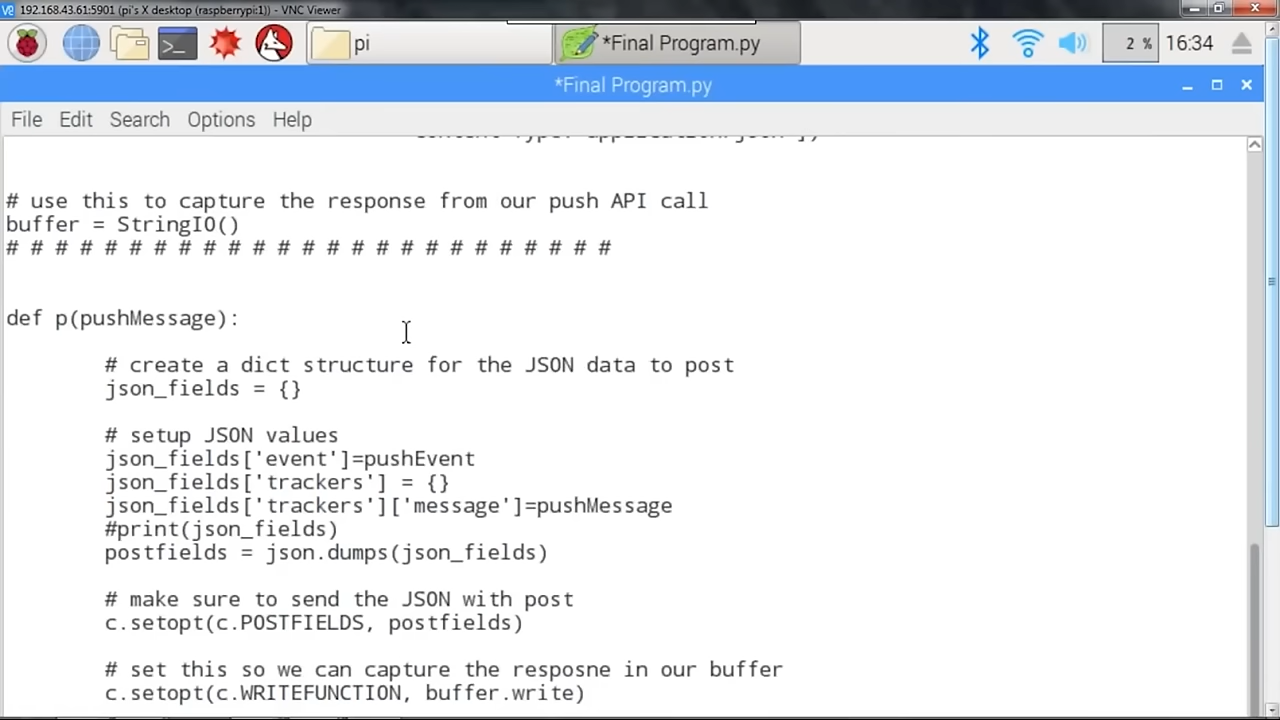 192.168.43.61:5901 (pi's X desktop (raspberrypi:1)) - VNC Viewer
pi
*Final Program.py
2 %
16:34
*Final Program.py
File Edit Search Options Help
# use this to capture the response from our push API call
buffer = StringIO()
# # # # # # # # # # # # # # # # # # # # # # # # #
def p(pushMessage):
# create a dict structure for the JSON data to post
json_fields = {}
# setup JSON values
json_fields['event']=pushEvent
json_fields['trackers'] = {}
json_fields['trackers']['message']=pushMessage
#print(json_fields)
postfields = json.dumps(json_fields)
# make sure to send the JSON with post
c.setopt(c.POSTFIELDS, postfields)
# set this so we can capture the resposne in our buffer
c.setopt(c.WRITEFUNCTION, buffer.write)